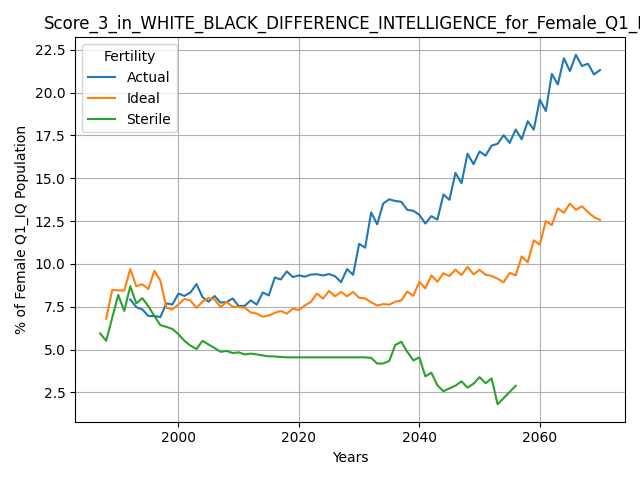 Score_3_in_WHITE_BLACK_DIFFERENCE_INTELLIGENCE_for_Female_Q1_I
Fertility
Actual
Ideal
Sterile
% of Female Q1_IQ Population
22.5
20.0
17.5
15.0
12.5
10.0
7.5
5.0
2.5
2000 2020 2040 2060
Years